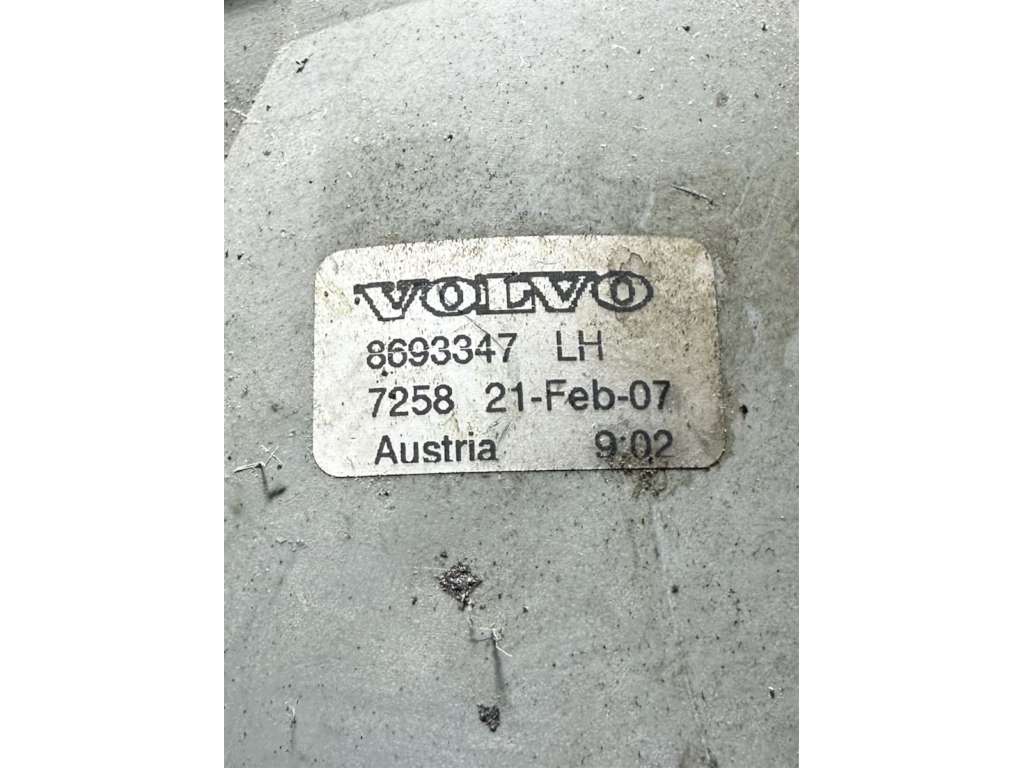 VOLVO
8693347 LH
7258 21-Feb-07
Austria 9:02